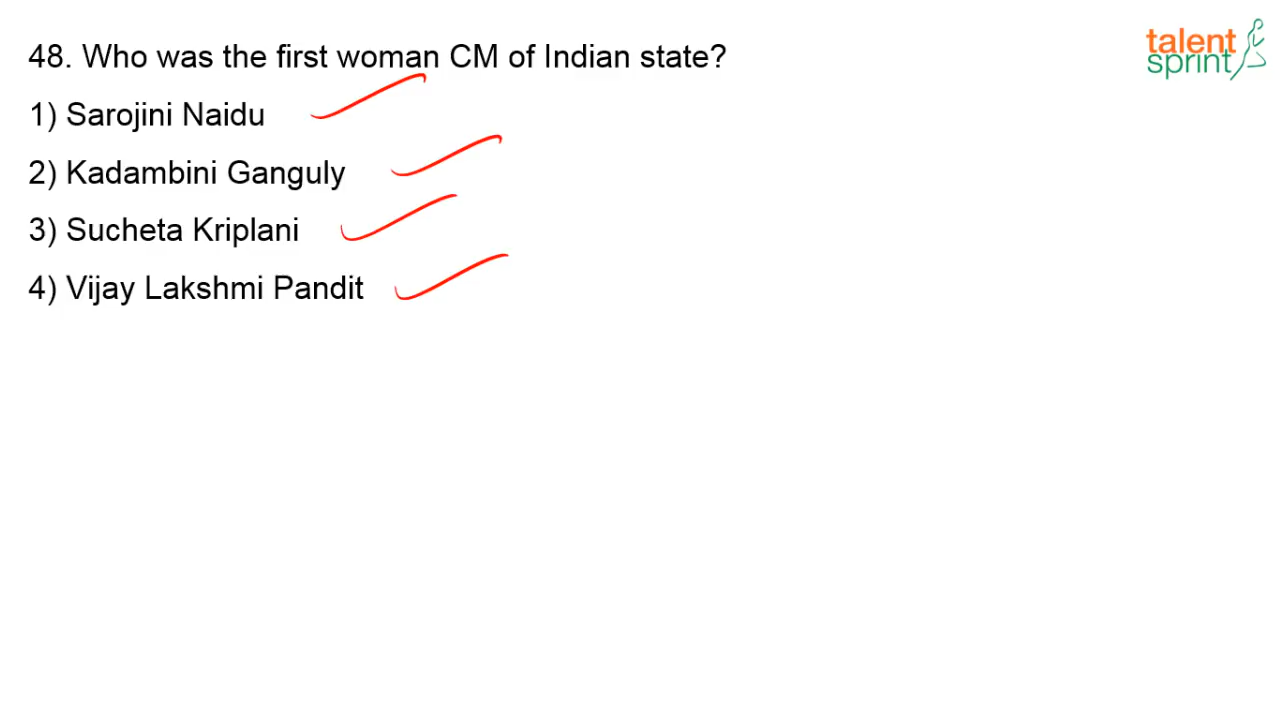 48. Who was the first woman CM of Indian state?
talent
sprint
1) Sarojini Naidu
2) Kadambini Ganguly
3) Sucheta Kriplani
4) Vijay Lakshmi Pandit